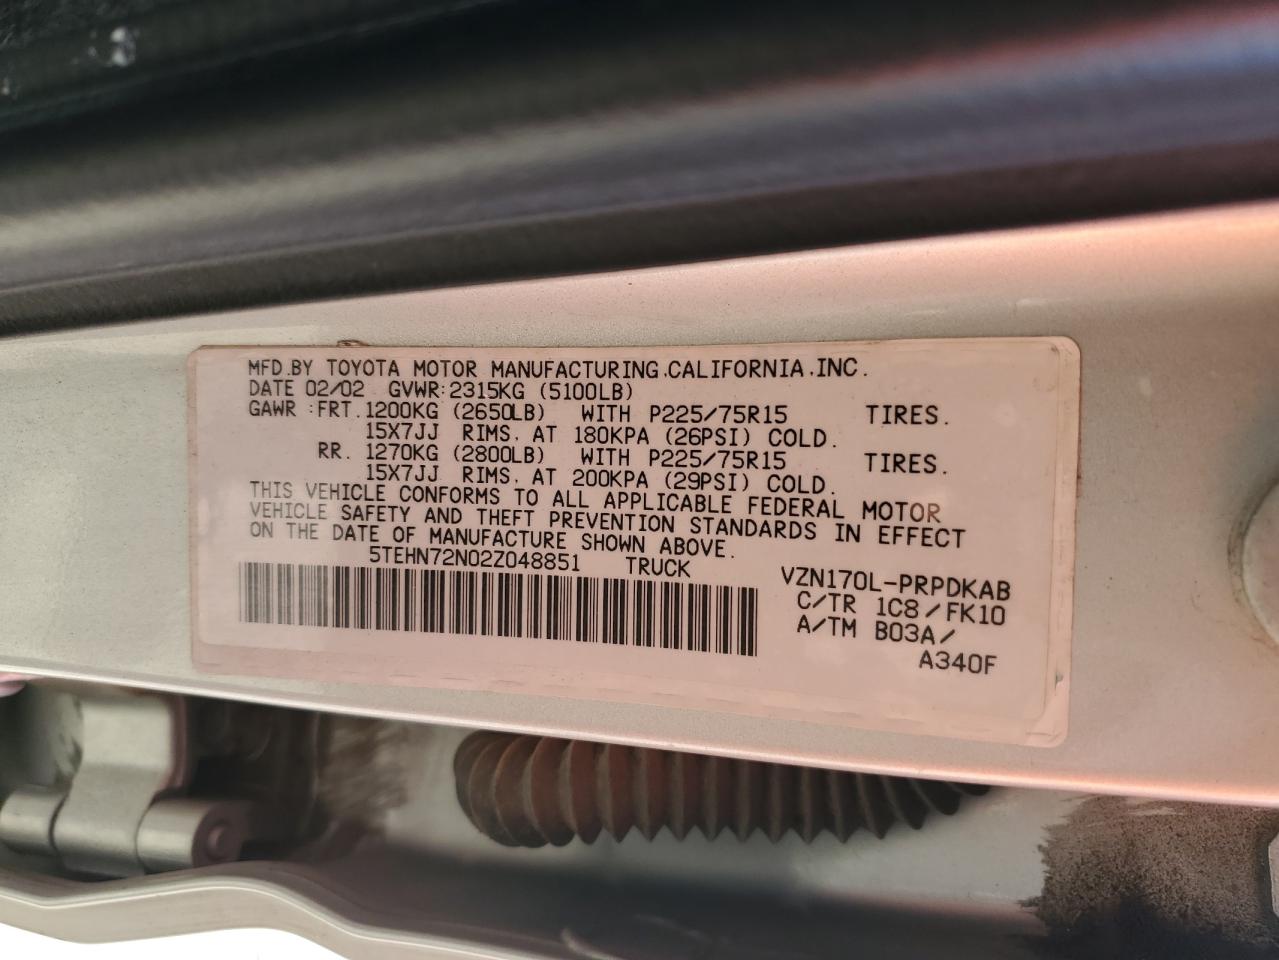 MFD.BY TOYOTA MOTOR MANUFACTURING.CALIFORNIA.INC.
DATE 02/02 GVWR:2315KG (5100LB)
GAWR :FRT.1200KG (2650LB) WITH P225/75R15 TIRES.
15X7JJ RIMS. AT 180KPA (26PSI) COLD.
RR. 1270KG (2800LB) WITH P225/75R15 TIRES.
15X7JJ RIMS. AT 200KPA (29PSI) COLD.
THIS VEHICLE CONFORMS TO ALL APPLICABLE FEDERAL MOTOR
VEHICLE SAFETY AND THEFT PREVENTION STANDARDS IN EFFECT
ON THE DATE OF MANUFACTURE SHOWN ABOVE.
5TEHN72N02Z048851 TRUCK
VZN170L-PRPDKAB
C/TR 1C8/FK10
A/TM B03A/
A340F